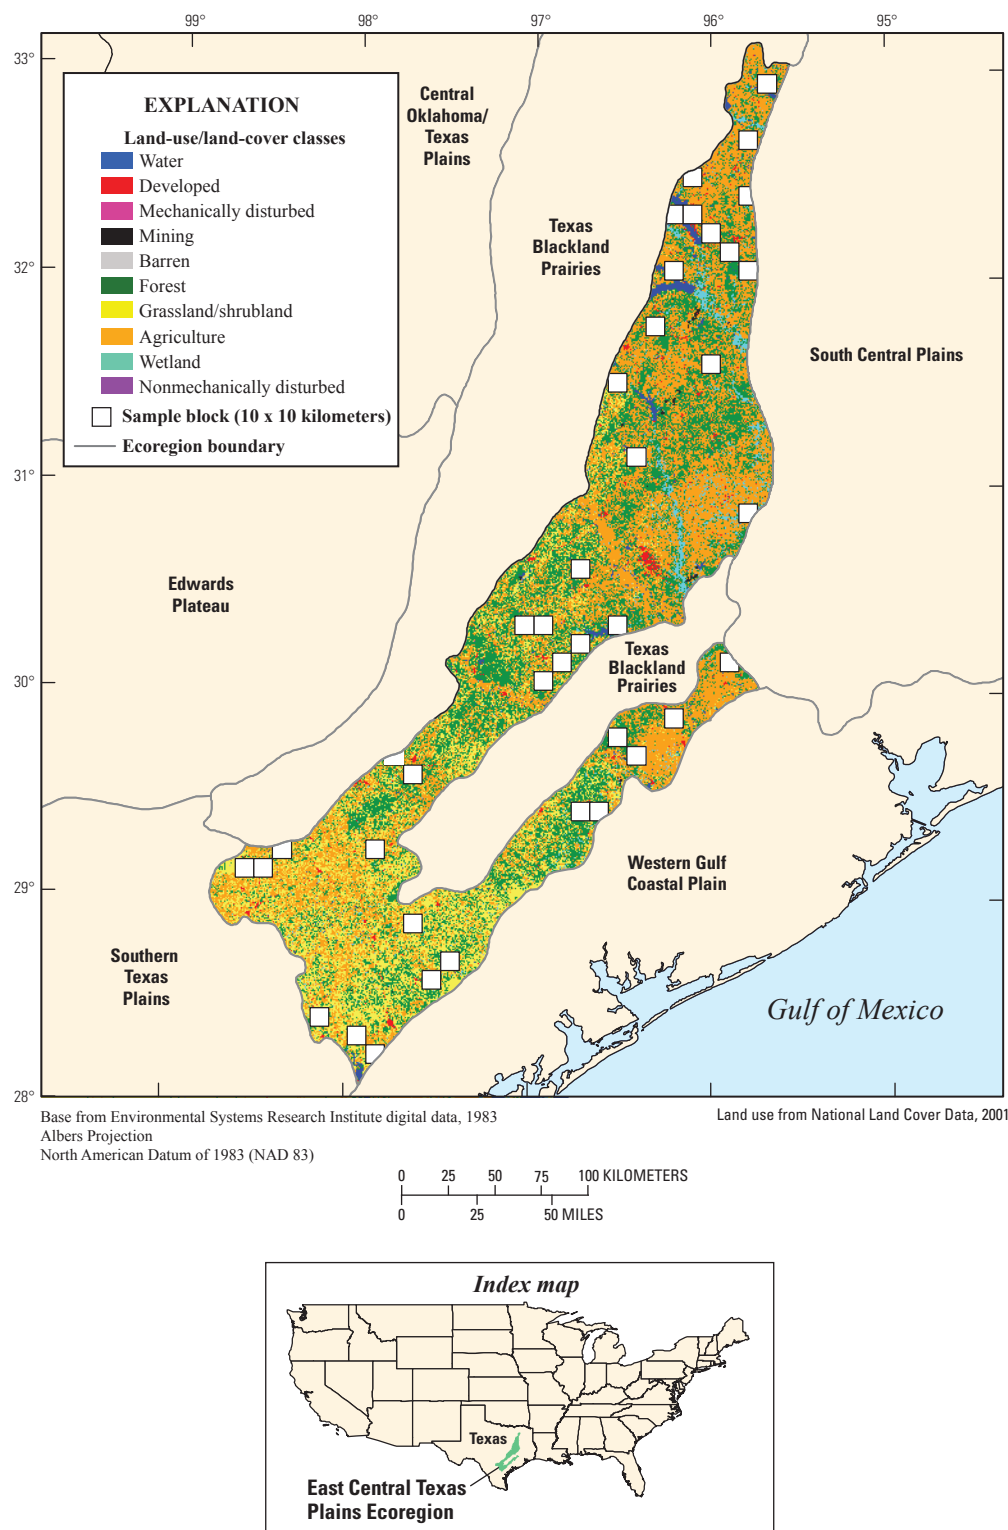 99°
98°
97°
96°
95°
33°
32°
31°
30°
29°
28°
EXPLANATION
Land-use/land-cover classes
Water
Developed
Mechanically disturbed
Mining
Barren
Forest
Grassland/shrubland
Agriculture
Wetland
Nonmechanically disturbed
Sample block (10 x 10 kilometers)
Ecoregion boundary
Central
Oklahoma/
Texas
Plains
Texas
Blackland
Prairies
South Central Plains
Edwards
Plateau
Texas
Blackland
Prairies
Western Gulf
Coastal Plain
Southern
Texas
Plains
Gulf of Mexico
Base from Environmental Systems Research Institute digital data, 1983
Albers Projection
North American Datum of 1983 (NAD 83)
Land use from National Land Cover Data, 2001
0 25 50 75 100 KILOMETERS
0 25 50 MILES
Index map
Texas
East Central Texas
Plains Ecoregion